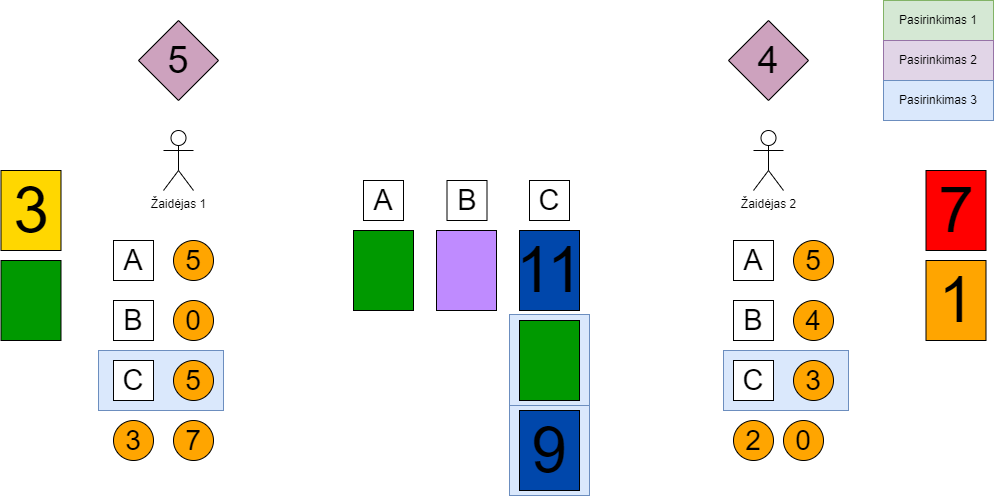 5
4
Pasirinkimas 1
Pasirinkimas 2
Pasirinkimas 3
Žaidėjas 1
Žaidėjas 2
3
A
B
C
7
A
5
11
A
5
1
B
0
B
4
C
5
C
3
3
7
9
2
0